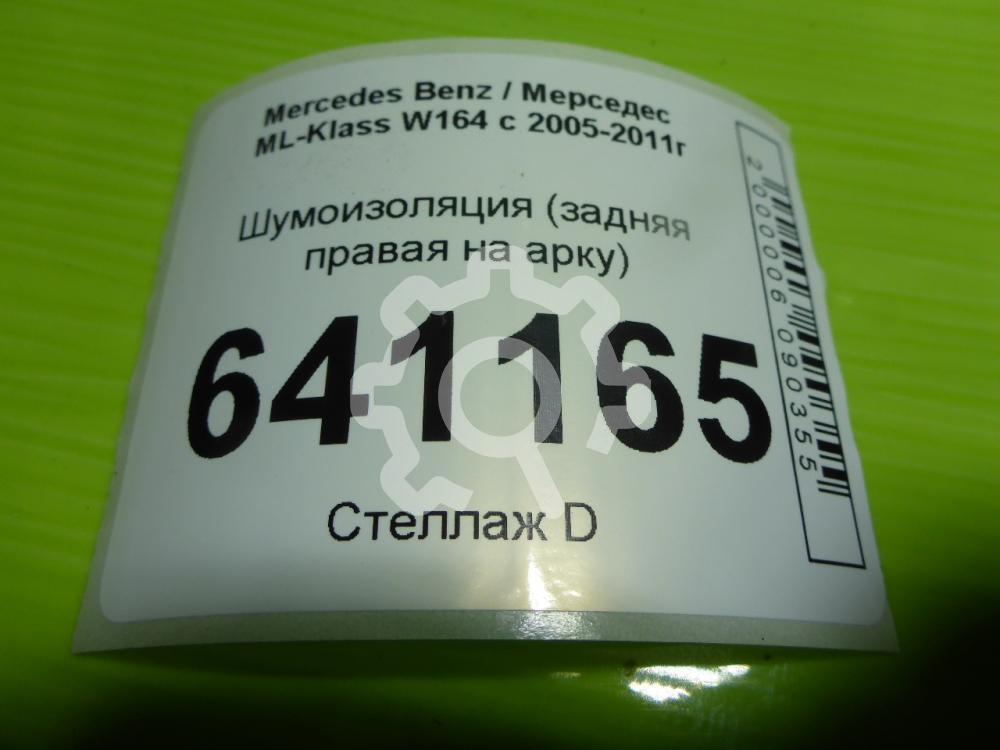 Mercedes Benz / Мерседес
ML-Klass W164 с 2005-2011г
Шумоизоляция (задняя
правая на арку)
641165
Стеллаж D
2000006090355